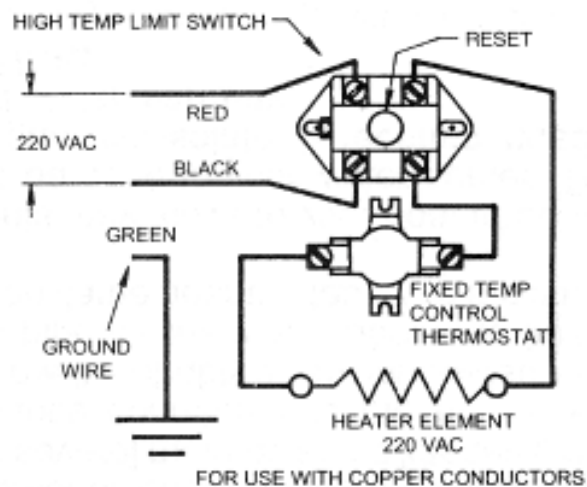 HIGH TEMP LIMIT SWITCH
RESET
RED
220 VAC
BLACK
GREEN
FIXED TEMP
CONTROL
THERMOSTAT
GROUND
WIRE
HEATER ELEMENT
220 VAC
FOR USE WITH COPPER CONDUCTORS